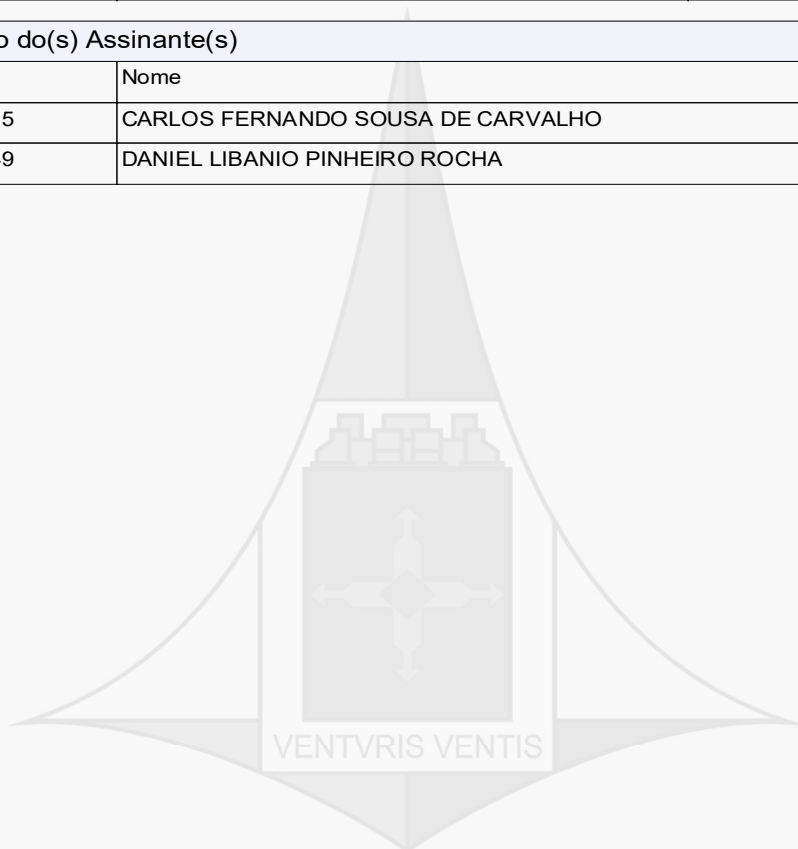 o do(s) Assinante(s)
Nome
5 CARLOS FERNANDO SOUSA DE CARVALHO
9 DANIEL LIBANIO PINHEIRO ROCHA
VENTVRIS VENTIS